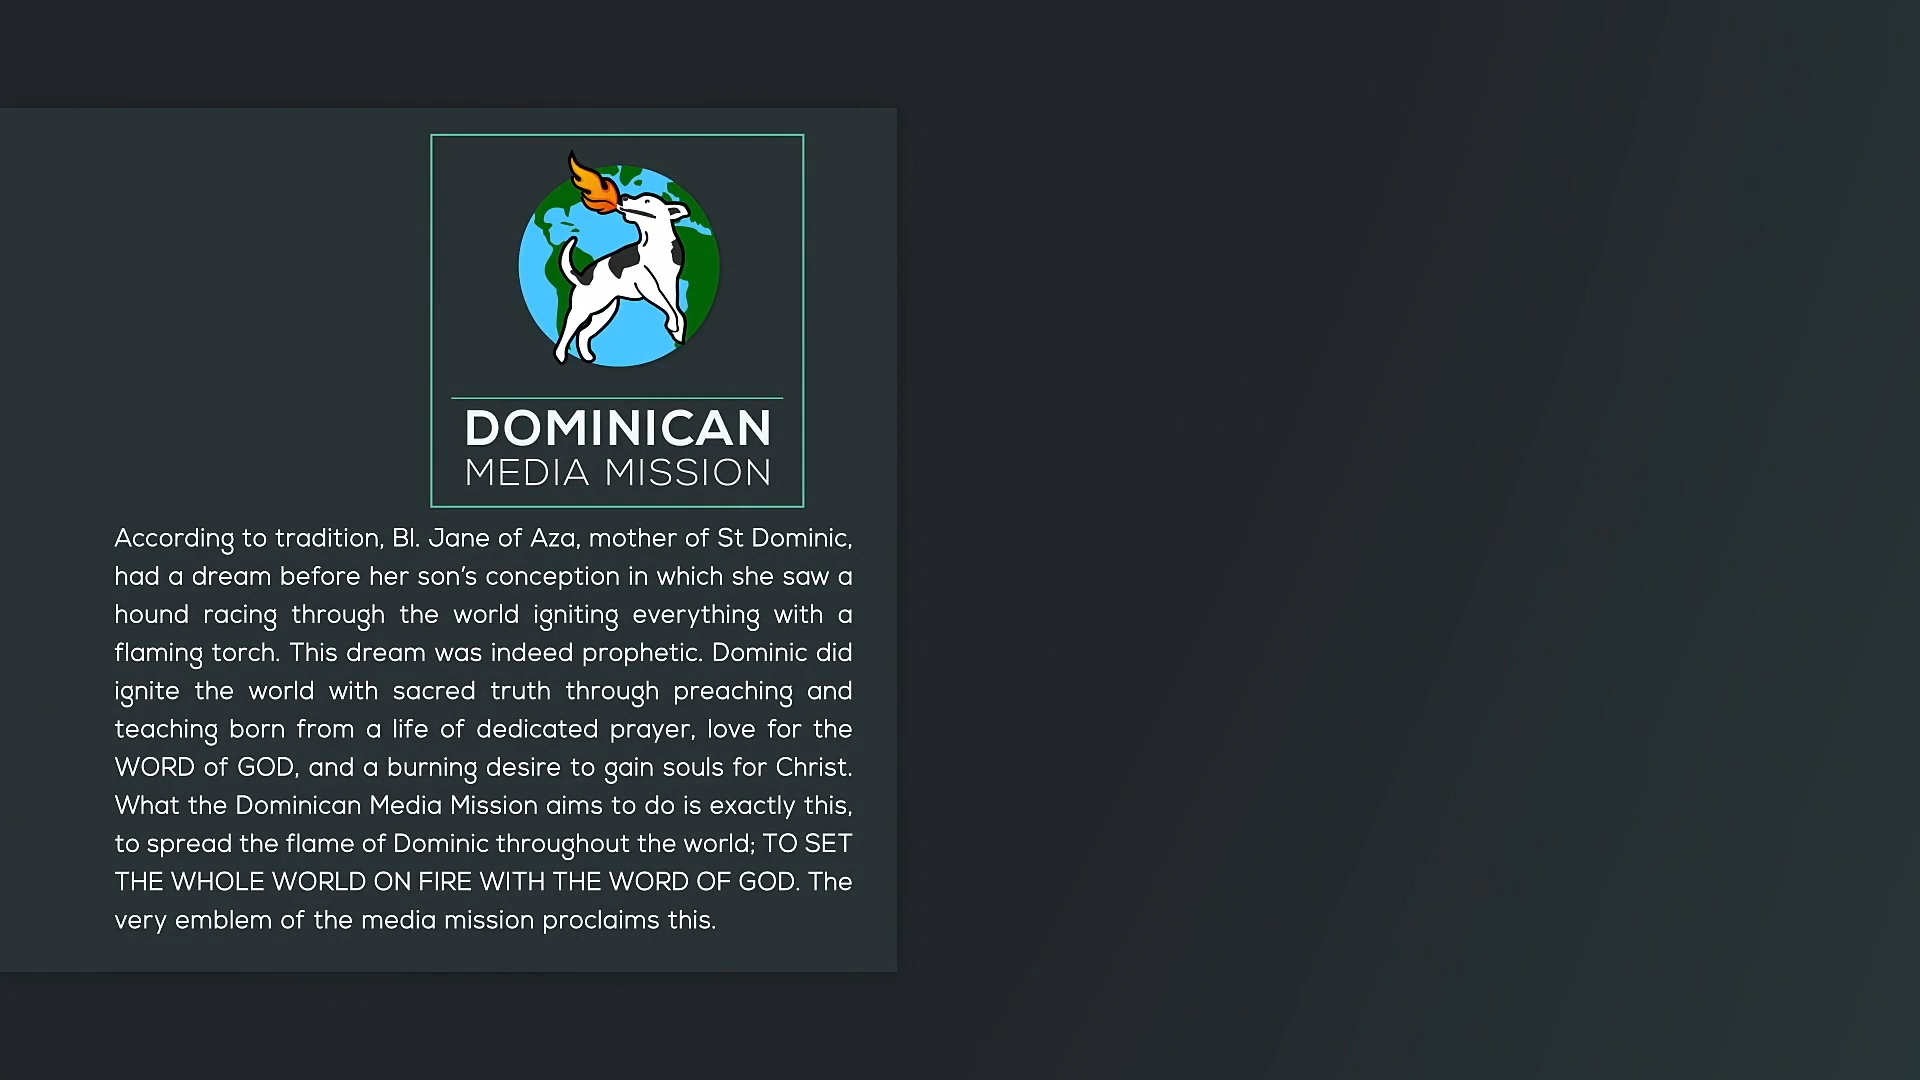 DOMINICAN
MEDIA MISSION
According to tradition, Bl. Jane of Aza, mother of St Dominic,
had a dream before her son’s conception in which she saw a
hound racing through the world igniting everything with a
flaming torch. This dream was indeed prophetic. Dominic did
ignite the world with sacred truth through preaching and
teaching born from a life of dedicated prayer, love for the
WORD of GOD, and a burning desire to gain souls for Christ.
What the Dominican Media Mission aims to do is exactly this,
to spread the flame of Dominic throughout the world; TO SET
THE WHOLE WORLD ON FIRE WITH THE WORD OF GOD. The
very emblem of the media mission proclaims this.